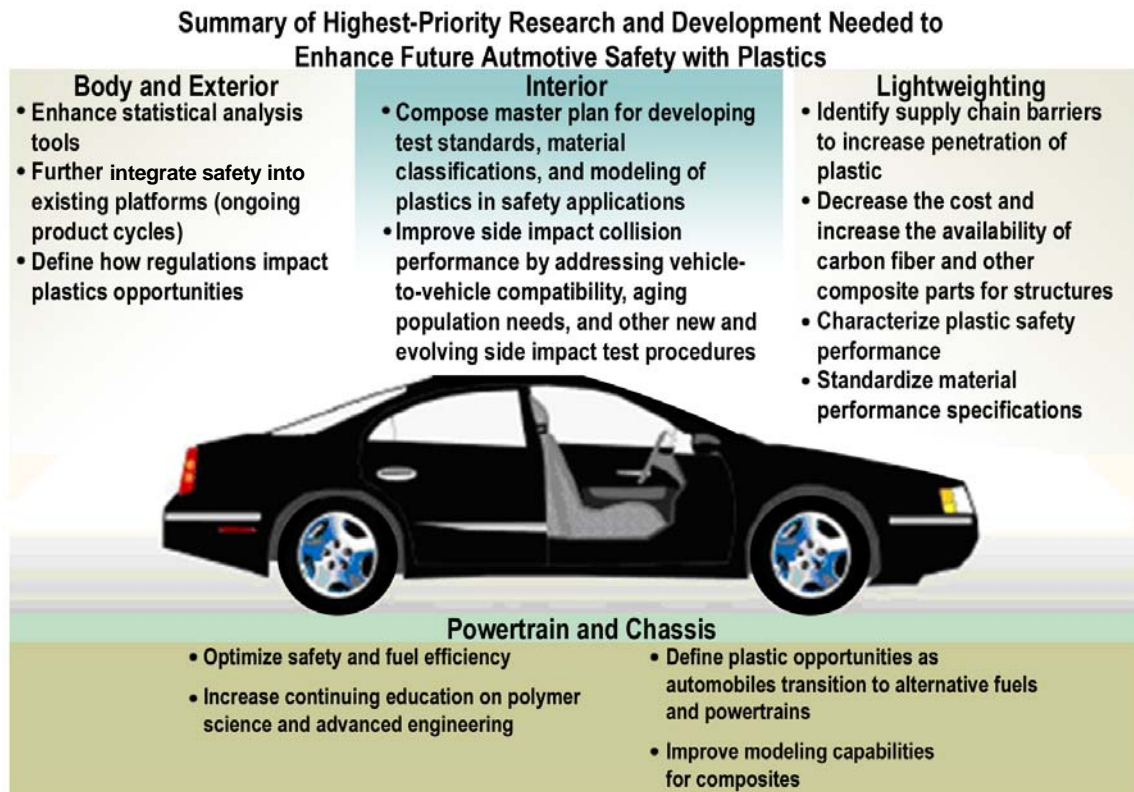 Summary of Highest-Priority Research and Development Needed to
Enhance Future Autmotive Safety with Plastics
Body and Exterior
• Enhance statistical analysis
tools
• Further integrate safety into
existing platforms (ongoing
product cycles)
• Define how regulations impact
plastics opportunities
Interior
• Compose master plan for developing
test standards, material
classifications, and modeling of
plastics in safety applications
• Improve side impact collision
performance by addressing vehicle-
to-vehicle compatibility, aging
population needs, and other new and
evolving side impact test procedures
Lightweighting
• Identify supply chain barriers
to increase penetration of
plastic
• Decrease the cost and
increase the availability of
carbon fiber and other
composite parts for structures
• Characterize plastic safety
performance
• Standardize material
performance specifications
Powertrain and Chassis
• Optimize safety and fuel efficiency
• Increase continuing education on polymer
science and advanced engineering
• Define plastic opportunities as
automobiles transition to alternative fuels
and powertrains
• Improve modeling capabilities
for composites